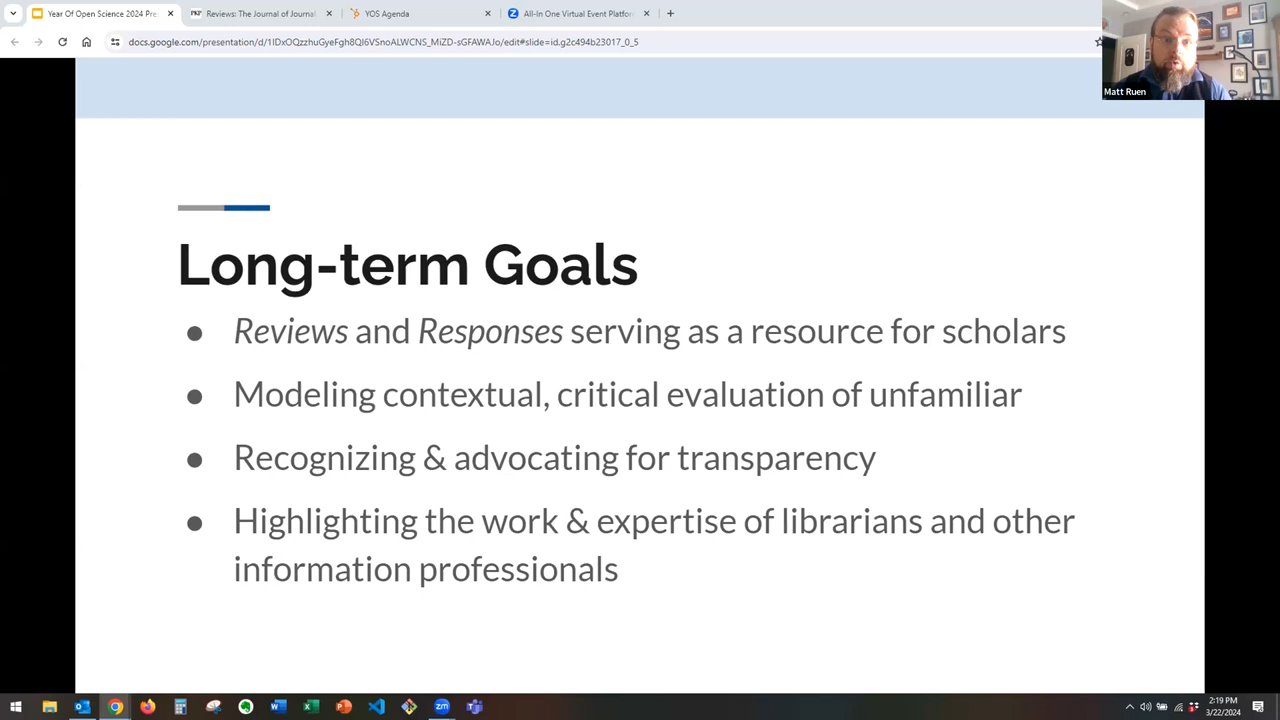 Year Of Open Science 2024 Pres
Reviews: The Journal of Journal
YOS Agenda
All-In One Virtual Event Platfor
docs.google.com/presentation/d/1IDxOQzzhuGyeFgh8QI6VSnoALWCNS_MiZD-sGFAWAJo/edit#slide=id.g2c494b23017_0_5
Matt Ruen
Long-term Goals
● Reviews and Responses serving as a resource for scholars
● Modeling contextual, critical evaluation of unfamiliar
● Recognizing & advocating for transparency
● Highlighting the work & expertise of librarians and other
information professionals
2:19 PM
3/22/2024